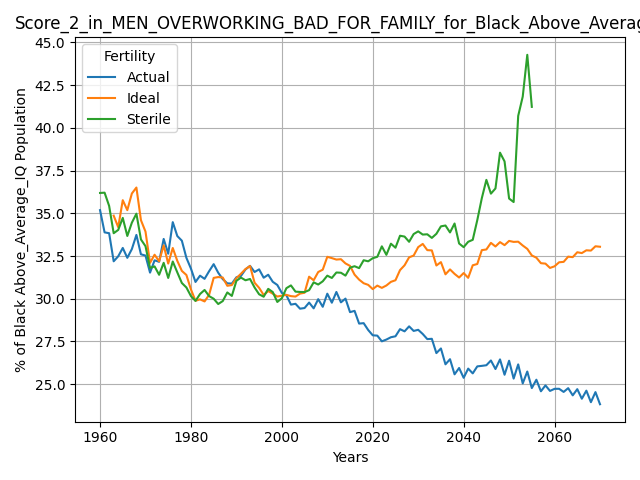 Score_2_in_MEN_OVERWORKING_BAD_FOR_FAMILY_for_Black_Above_Averag
% of Black Above_Average_IQ Population
45.0
42.5
40.0
37.5
35.0
32.5
30.0
27.5
25.0
Fertility
Actual
Ideal
Sterile
1960
1980
2000
2020
2040
2060
Years